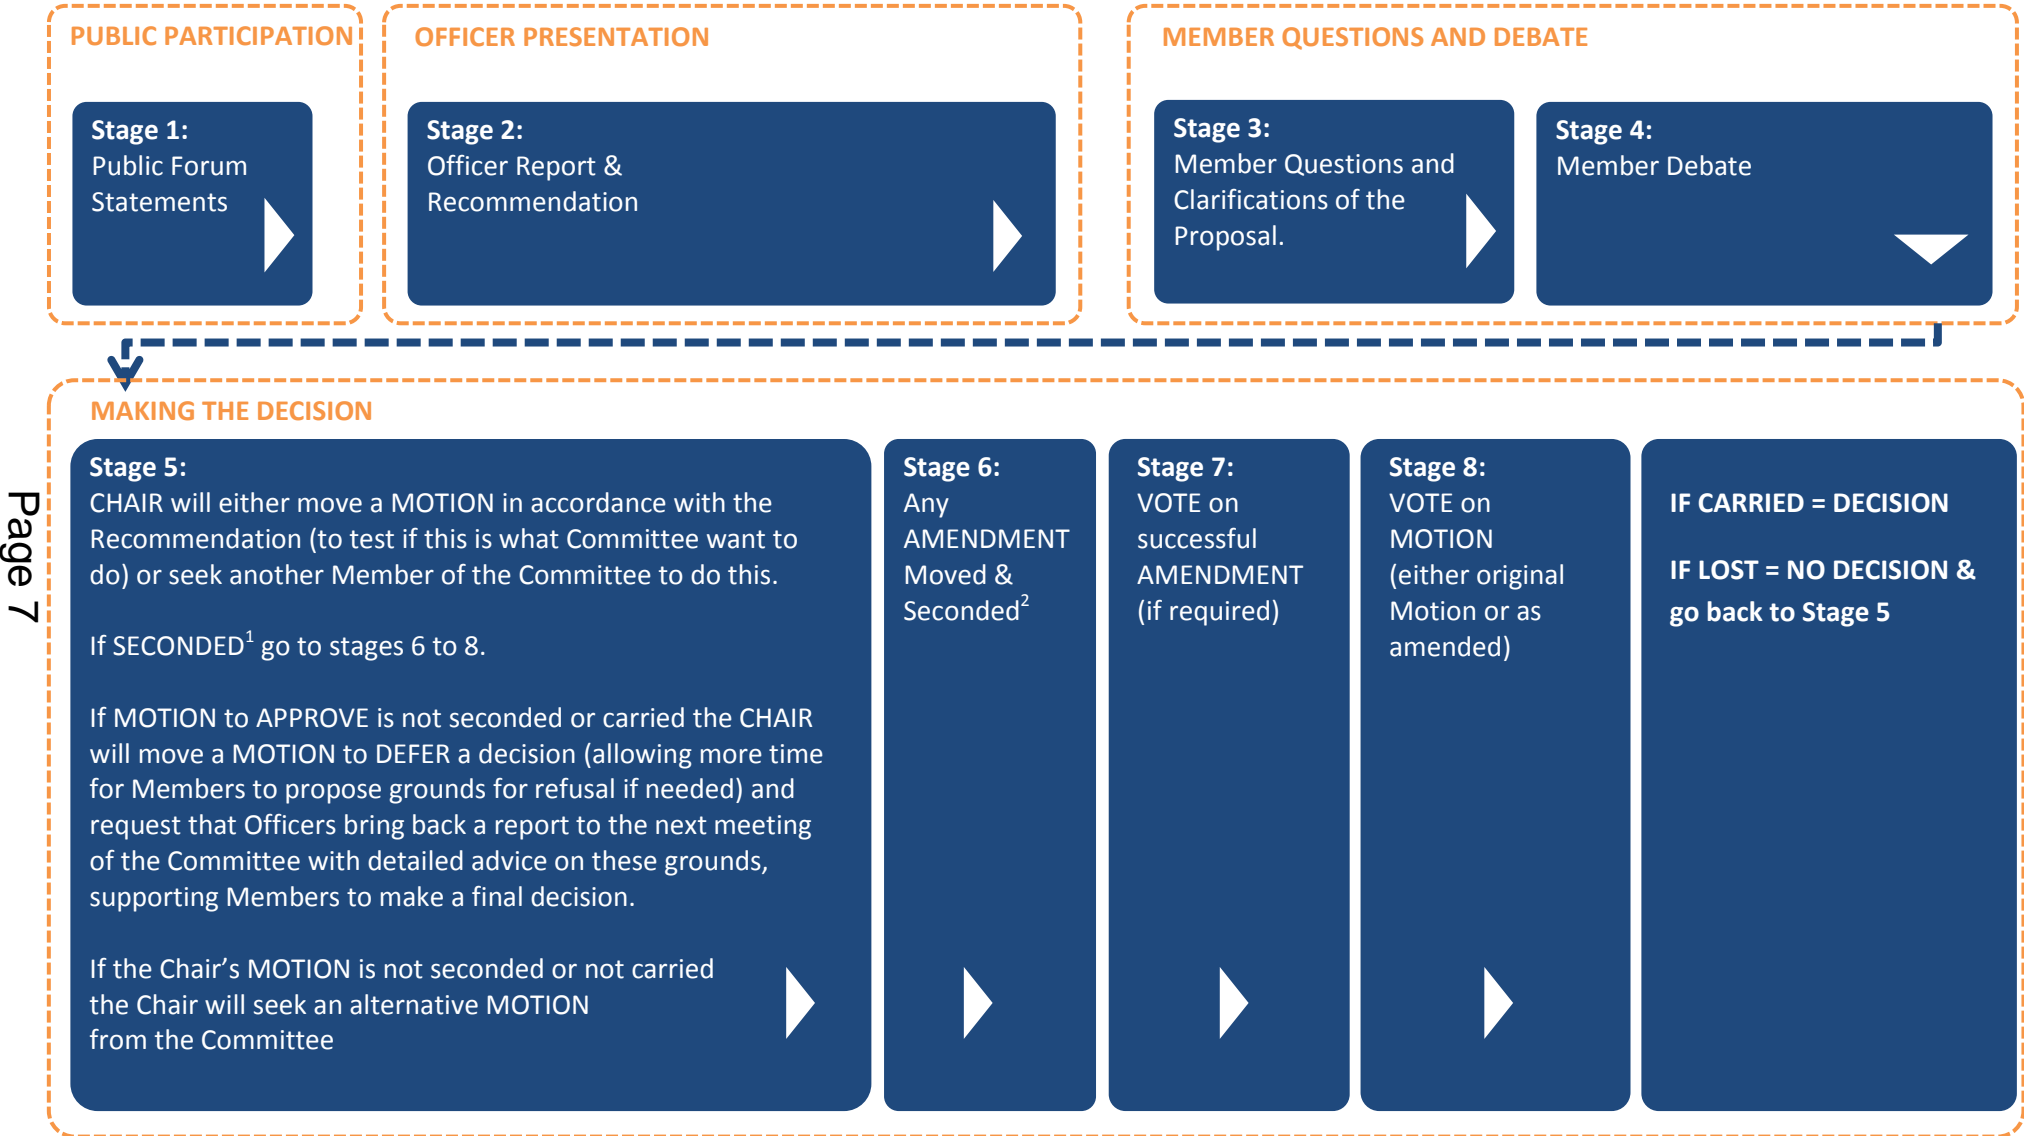 PUBLIC PARTICIPATION
Stage 1:
Public Forum
Statements
OFFICER PRESENTATION
Stage 2:
Officer Report &
Recommendation
MEMBER QUESTIONS AND DEBATE
Stage 3:
Member Questions and
Clarifications of the
Proposal.
Stage 4:
Member Debate
MAKING THE DECISION
Stage 5:
CHAIR will either move a MOTION in accordance with the
Recommendation (to test if this is what Committee want to
do) or seek another Member of the Committee to do this.
If SECONDED¹ go to stages 6 to 8.
If MOTION to APPROVE is not seconded or carried the CHAIR
will move a MOTION to DEFER a decision (allowing more time
for Members to propose grounds for refusal if needed) and
request that Officers bring back a report to the next meeting
of the Committee with detailed advice on these grounds,
supporting Members to make a final decision.
If the Chair’s MOTION is not seconded or not carried
the Chair will seek an alternative MOTION
from the Committee
Stage 6:
Any
AMENDMENT
Moved &
Seconded²
Stage 7:
VOTE on
successful
AMENDMENT
(if required)
Stage 8:
VOTE on
MOTION
(either original
Motion or as
amended)
IF CARRIED = DECISION
IF LOST = NO DECISION &
go back to Stage 5
Page 7